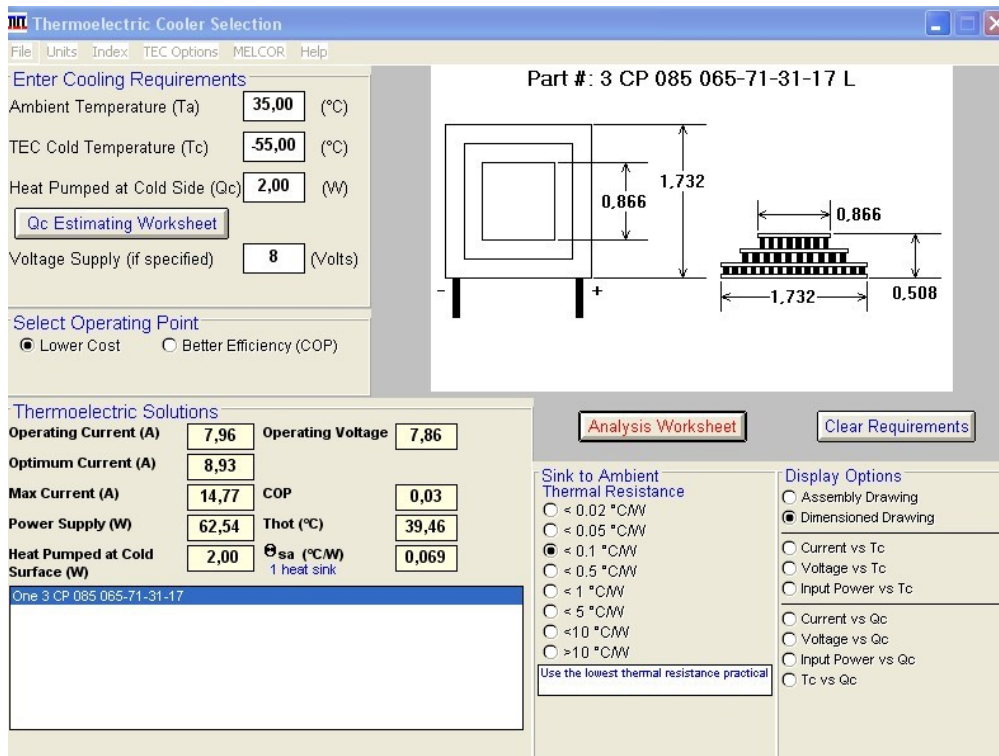 Thermoelectric Cooler Selection
File Units Index TEC Options MELCOR Help
Enter Cooling Requirements
Ambient Temperature (Ta) 35,00 (°C)
TEC Cold Temperature (Tc) -55,00 (°C)
Heat Pumped at Cold Side (Qc) 2,00 (W)
Qc Estimating Worksheet
Voltage Supply (if specified) 8 (Volts)
Select Operating Point
Lower Cost Better Efficiency (COP)
Part #: 3 CP 085 065-71-31-17 L
1,732
0,866
0,866
- +
1,732
0,508
Thermoelectric Solutions
Operating Current (A) 7,96 Operating Voltage 7,86
Optimum Current (A) 8,93
Max Current (A) 14,77 COP 0,03
Power Supply (W) 62,54 Thot (°C) 39,46
Heat Pumped at Cold Surface (W) 2,00 Θsa (°C/W) 0,069
1 heat sink
One 3 CP 085 065-71-31-17
Analysis Worksheet
Clear Requirements
Sink to Ambient
Thermal Resistance
< 0.02 °C/W
< 0.05 °C/W
< 0.1 °C/W
< 0.5 °C/W
< 1 °C/W
< 5 °C/W
<10 °C/W
>10 °C/W
Use the lowest thermal resistance practical
Display Options
Assembly Drawing
Dimensioned Drawing
Current vs Tc
Voltage vs Tc
Input Power vs Tc
Current vs Qc
Voltage vs Qc
Input Power vs Qc
Tc vs Qc